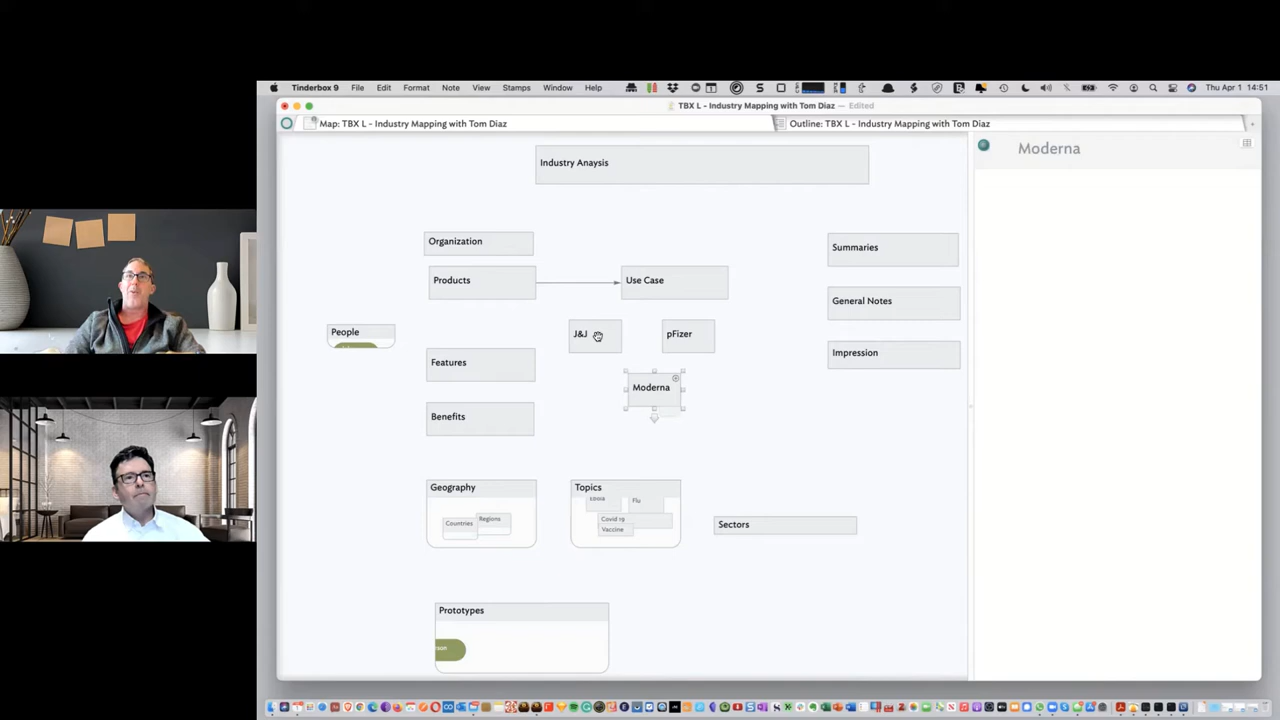 Tinderbox 9 File Edit Format Note View Stamps Window Help Thu Apr 1 14:51
TBX L - Industry Mapping with Tom Diaz — Edited
Map: TBX L - Industry Mapping with Tom Diaz
Outline: TBX L - Industry Mapping with Tom Diaz
Moderna
Industry Anaysis
Organization
Products
Use Case
Summaries
General Notes
Impression
People
J&J
pFizer
Features
Moderna
Benefits
Geography
Countries
Regions
Topics
Ebola
Flu
Covid 19
Vaccine
Sectors
Prototypes